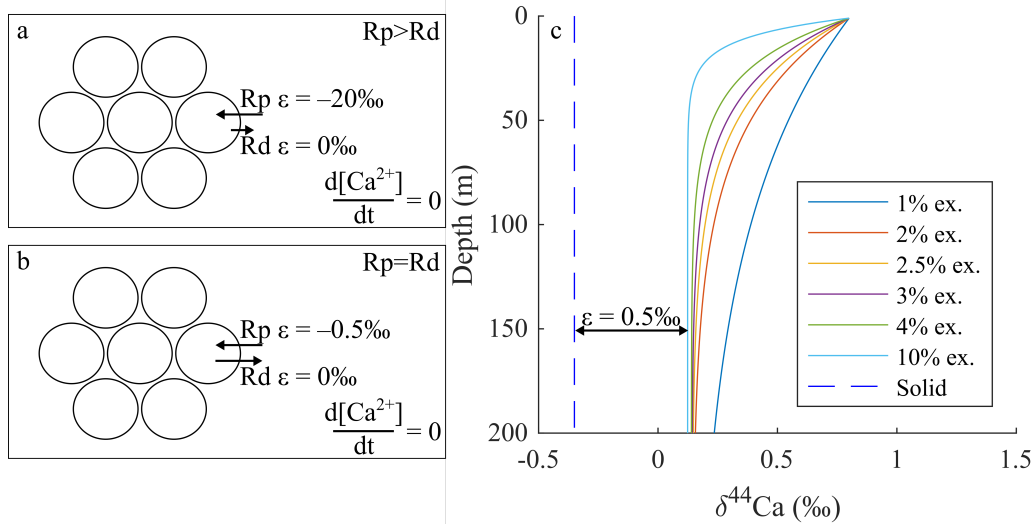 a
Rp>Rd
Rp ε = –20‰
Rd ε = 0‰
d[Ca2+]
dt
= 0
b
Rp=Rd
Rp ε = –0.5‰
Rd ε = 0‰
d[Ca2+]
dt
= 0
c
0
50
100
150
200
Depth (m)
ε = 0.5‰
1% ex.
2% ex.
2.5% ex.
3% ex.
4% ex.
10% ex.
Solid
-0.5
0
0.5
1
1.5
δ44Ca (‰)